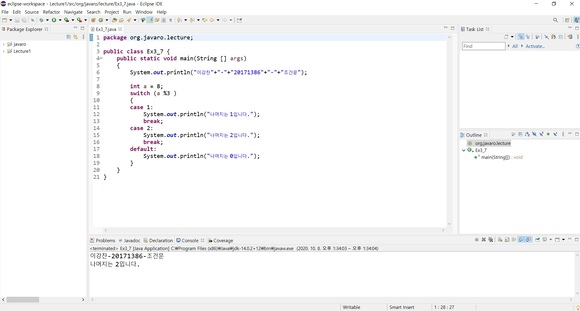 eclipse-workspace - Lecture1/src/org/javaro/lecture/Ex3_7.java - Eclipse IDE
File Edit Source Refactor Navigate Search Project Run Window Help
Package Explorer
javaro
Lecture1
Ex3_7.java
1 package org.javaro.lecture;
2
3 public class Ex3_7 {
4 public static void main(String [] args)
5 {
6 System.out.println("이강찬"+"-"+"20171386"+"-"+"조건문");
7
8 int a = 8;
9 switch (a %3 )
10 {
11 case 1:
12 System.out.println("나머지는 1입니다.");
13 break;
14 case 2:
15 System.out.println("나머지는 2입니다.");
16 break;
17 default:
18 System.out.println("나머지는 0입니다.");
19 }
20 }
21 }
Task List
Find
All
Activate...
Outline
org.javaro.lecture
Ex3_7
main(String[]) : void
Problems Javadoc Declaration Console Coverage
<terminated> Ex3_7 [Java Application] C:₩Program Files (x86)₩Java₩jdk-14.0.2+12₩bin₩javaw.exe (2020. 10. 8. 오후 1:34:03 – 오후 1:34:04)
이강찬-20171386-조건문
나머지는 2입니다.
Writable
Smart Insert
1 : 28 : 27